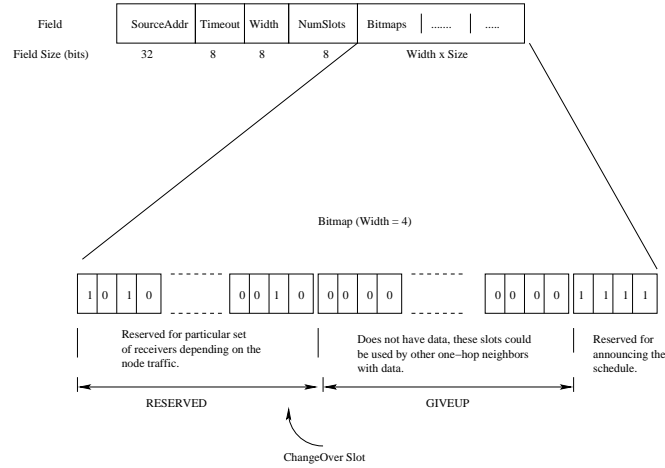 Field SourceAddr Timeout Width NumSlots Bitmaps ....... .....
Field Size (bits) 32 8 8 8 Width x Size
Bitmap (Width = 4)
1 0 1 0 0 0 1 0 0 0 0 0 0 0 0 0 1 1 1 1
Reserved for particular set
of receivers depending on the
node traffic.
Does not have data, these slots could
be used by other one−hop neighbors
with data.
Reserved for
announcing the
schedule.
RESERVED GIVEUP
ChangeOver Slot